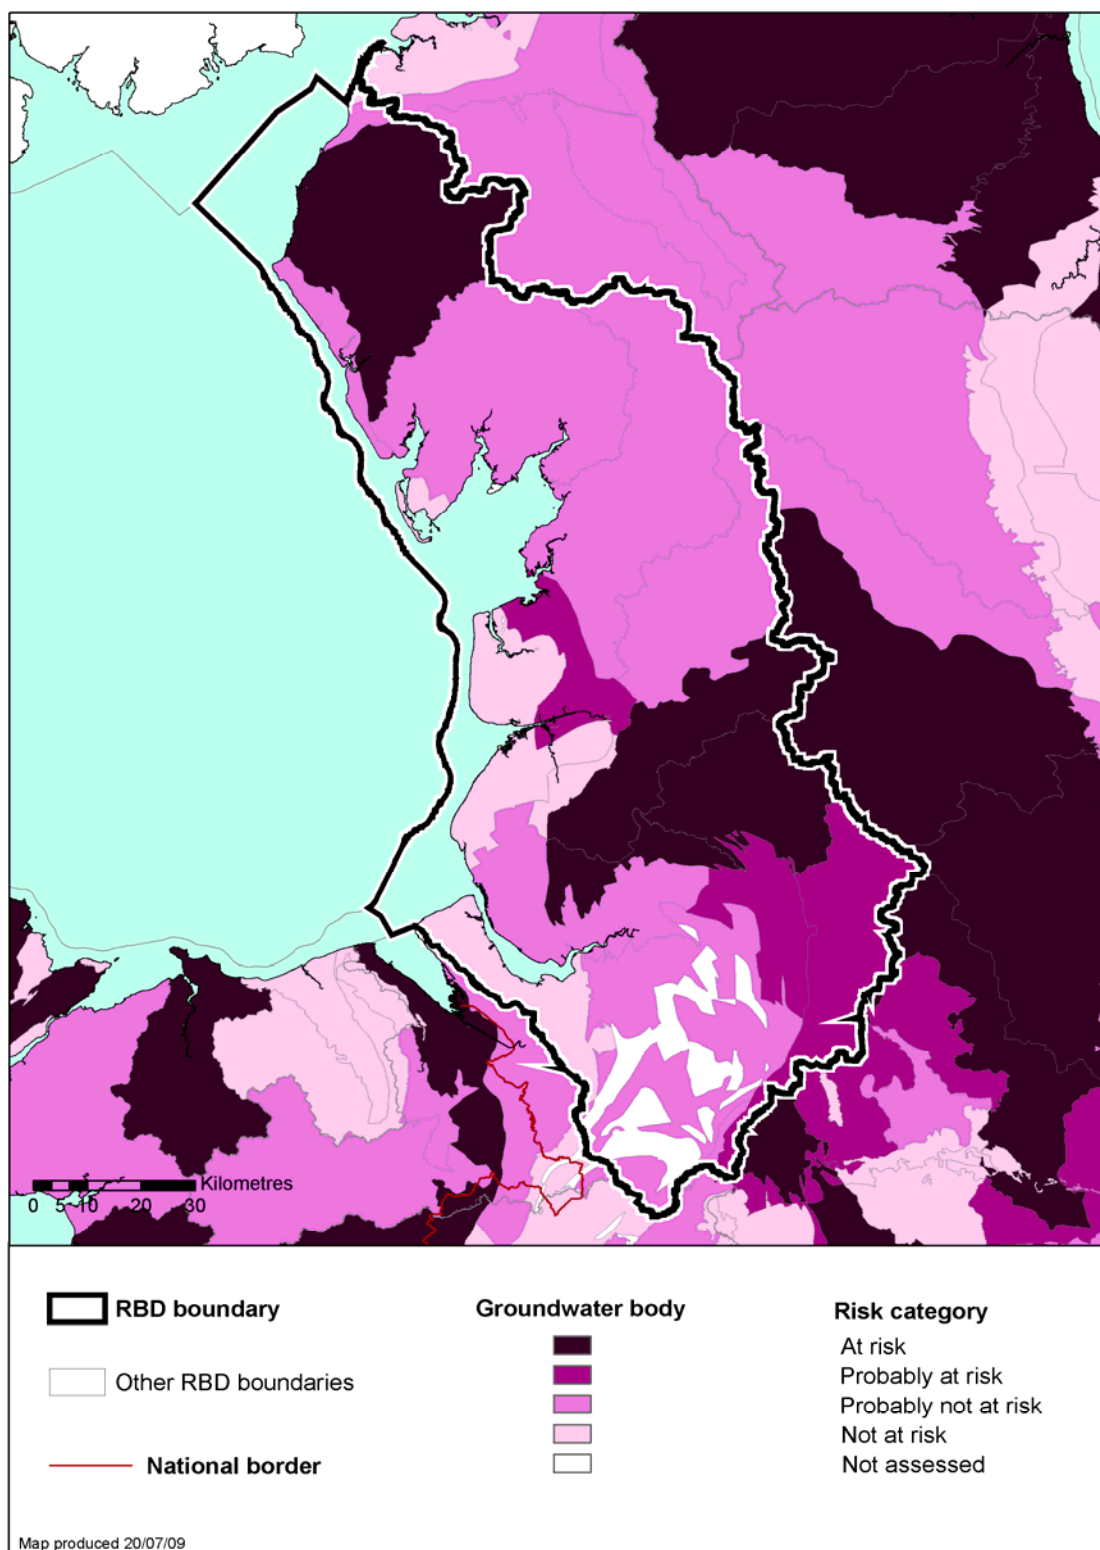 Kilometres
0 5 10 20 30
RBD boundary
Other RBD boundaries
National border
Groundwater body
Risk category
At risk
Probably at risk
Probably not at risk
Not at risk
Not assessed
Map produced 20/07/09